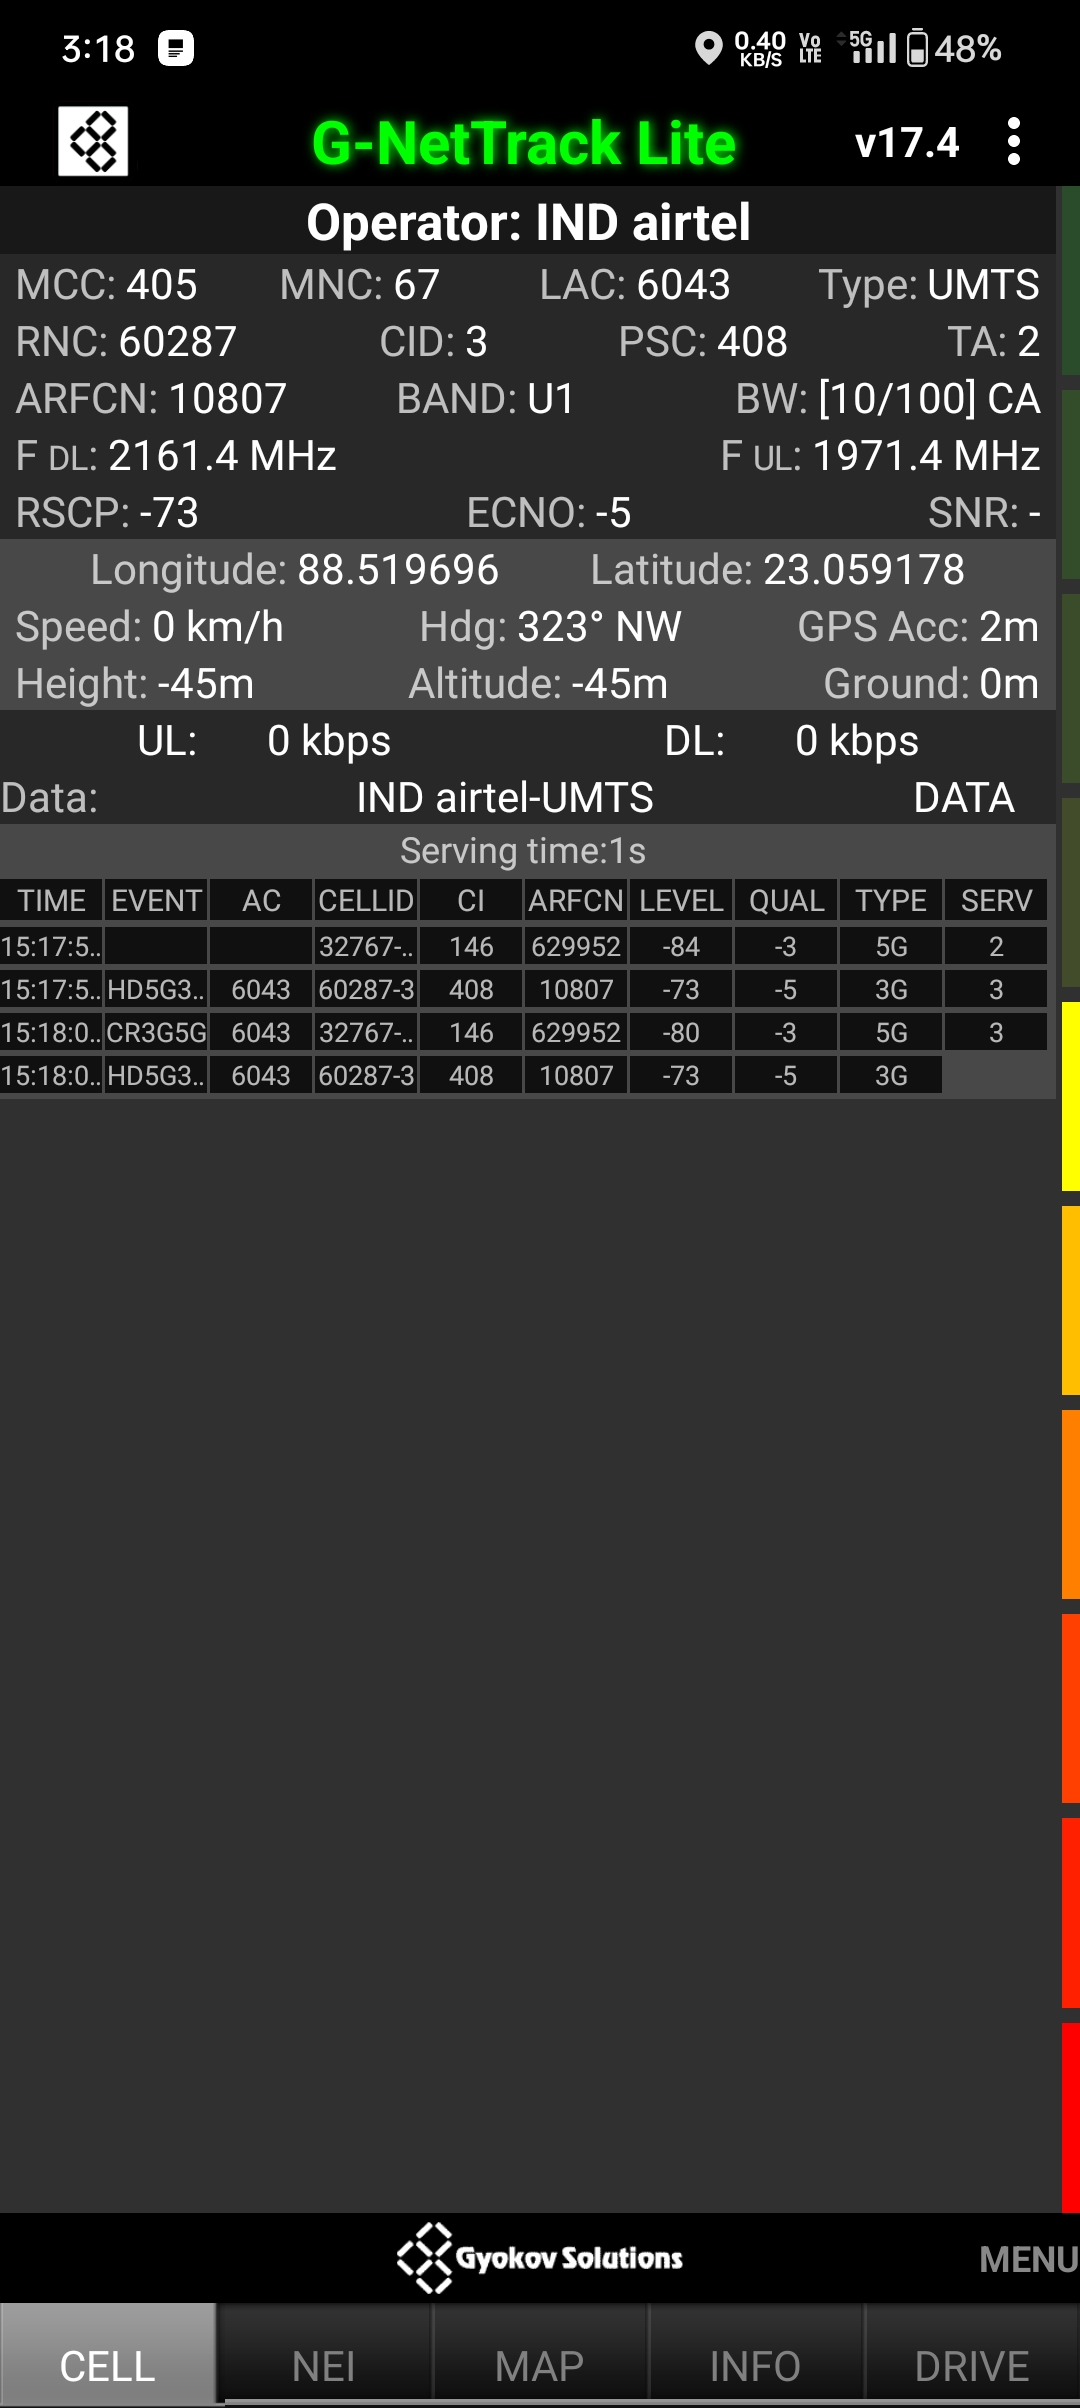 3:18 0.40 KB/S Vo LTE 5G 48%
G-NetTrack Lite v17.4
Operator: IND airtel
MCC: 405 MNC: 67 LAC: 6043 Type: UMTS
RNC: 60287 CID: 3 PSC: 408 TA: 2
ARFCN: 10807 BAND: U1 BW: [10/100] CA
F DL: 2161.4 MHz F UL: 1971.4 MHz
RSCP: -73 ECNO: -5 SNR: -
Longitude: 88.519696 Latitude: 23.059178
Speed: 0 km/h Hdg: 323° NW GPS Acc: 2m
Height: -45m Altitude: -45m Ground: 0m
UL: 0 kbps DL: 0 kbps
Data: IND airtel-UMTS DATA
Serving time:1s
TIME EVENT AC CELLID CI ARFCN LEVEL QUAL TYPE SERV
15:17:5.. 32767-.. 146 629952 -84 -3 5G 2
15:17:5.. HD5G3.. 6043 60287-3 408 10807 -73 -5 3G 3
15:18:0.. CR3G5G 6043 32767-.. 146 629952 -80 -3 5G 3
15:18:0.. HD5G3.. 6043 60287-3 408 10807 -73 -5 3G
Gyokov Solutions MENU
CELL NEI MAP INFO DRIVE